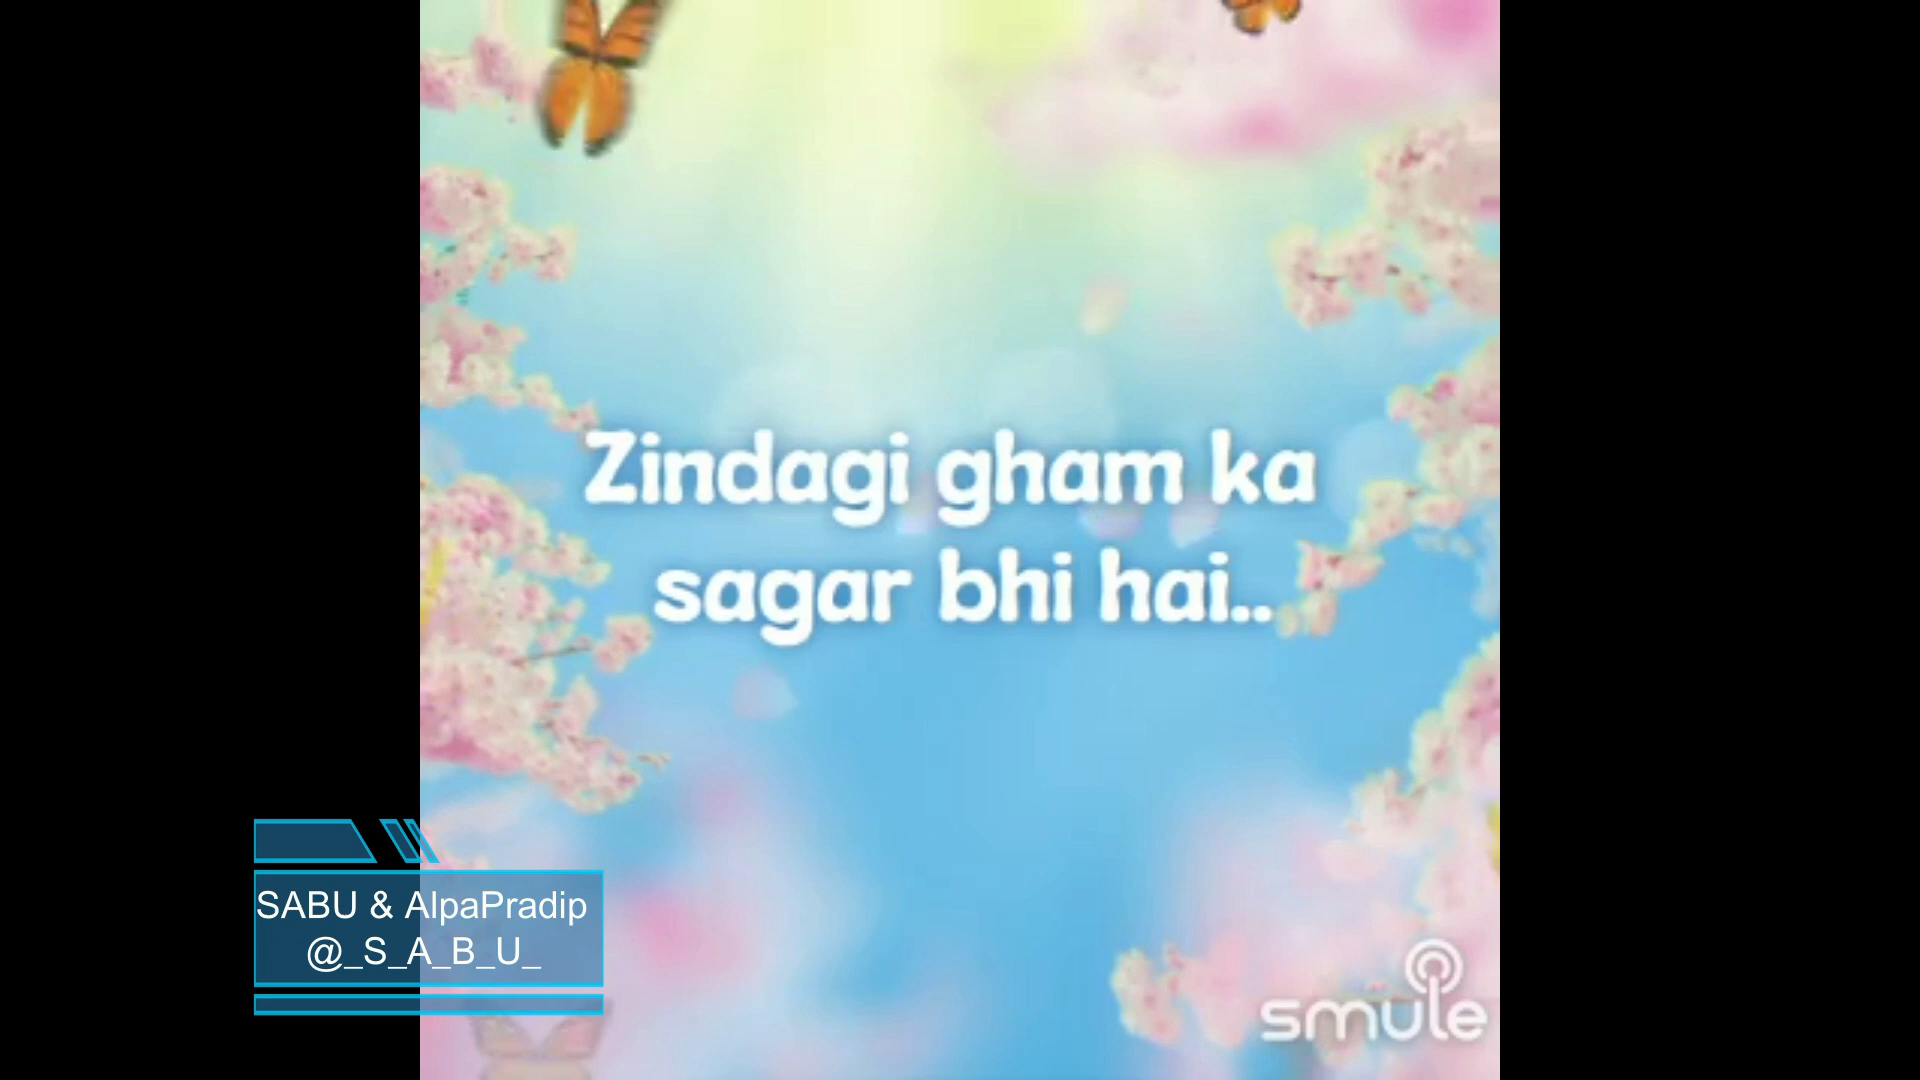 Zindagi gham ka
sagar bhi hai..
SABU & AlpaPradip
@_S_A_B_U_
smule